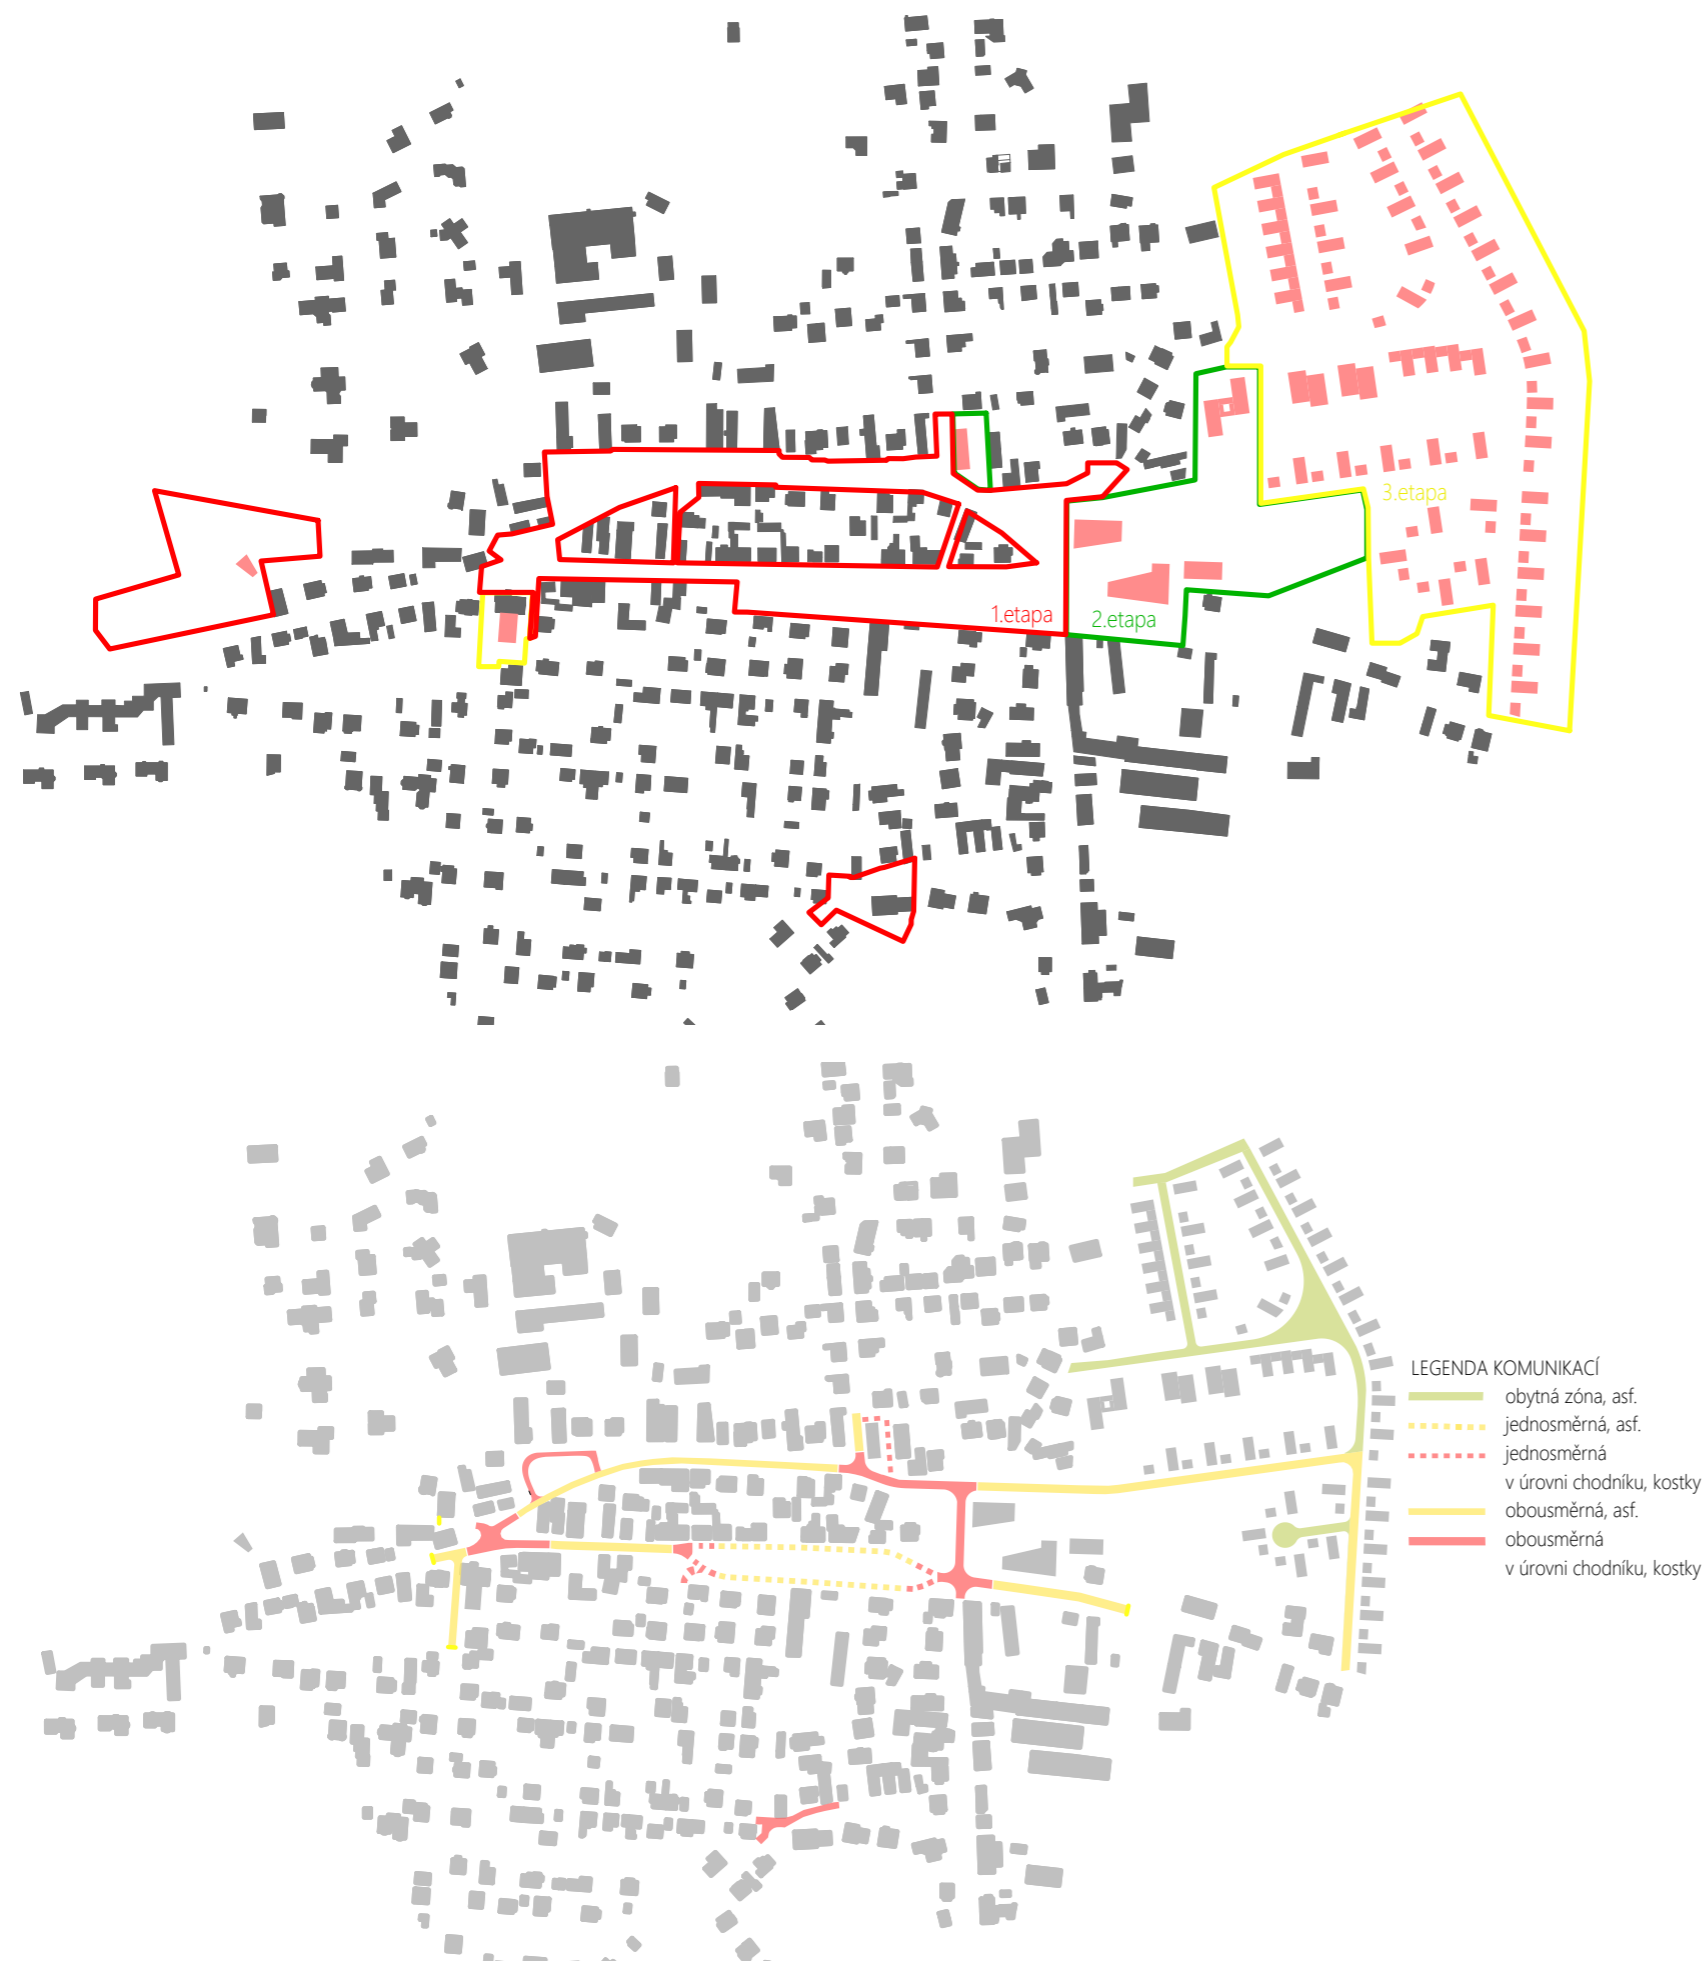 3.etapa
1.etapa
2.etapa
LEGENDA KOMUNIKACÍ
obytná zóna, asf.
jednosměrná, asf.
jednosměrná
v úrovni chodníku, kostky
obousměrná, asf.
obousměrná
v úrovni chodníku, kostky